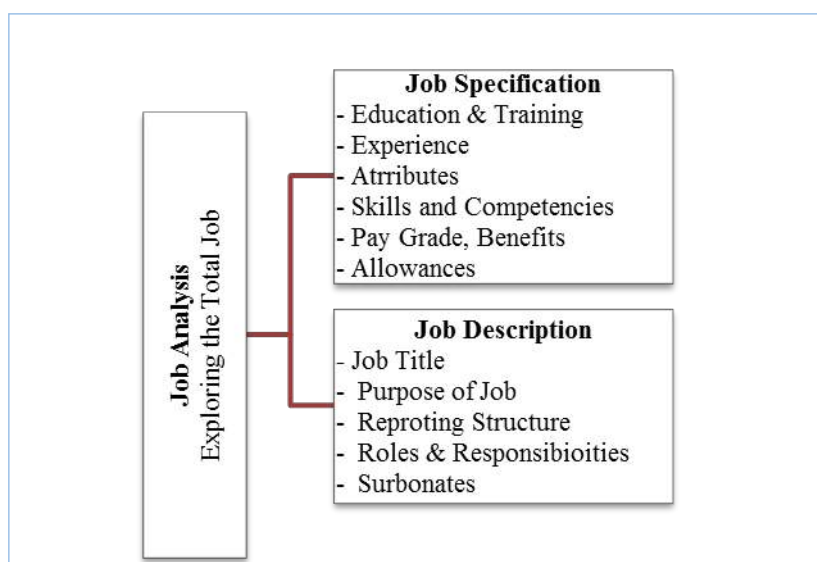 Job Analysis
Exploring the Total Job
Job Specification
- Education & Training
- Experience
- Atrributes
- Skills and Competencies
- Pay Grade, Benefits
- Allowances
Job Description
- Job Title
- Purpose of Job
- Reproting Structure
- Roles & Responsibioities
- Surbonates